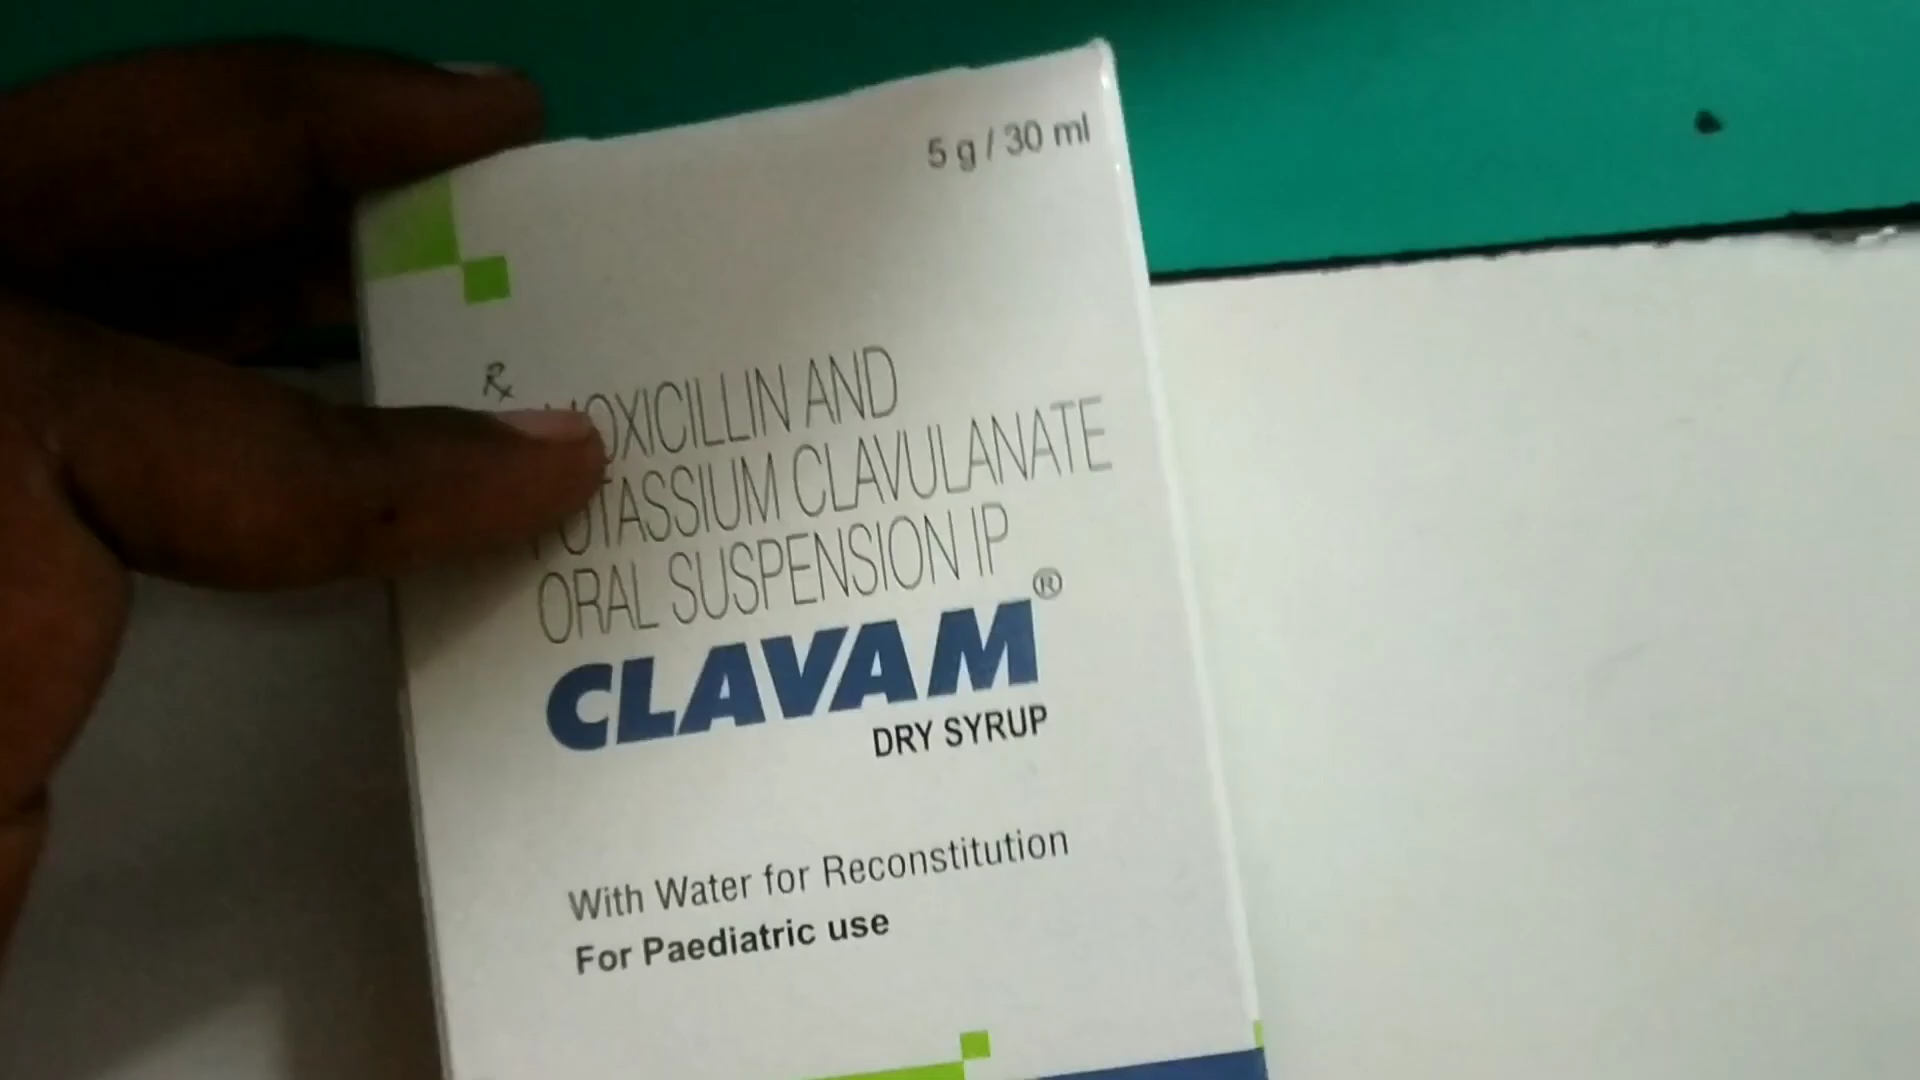 5 g / 30 ml
Rx
MOXICILLIN AND
POTASSIUM CLAVULANATE
ORAL SUSPENSION IP
CLAVAM®
DRY SYRUP
With Water for Reconstitution
For Paediatric use